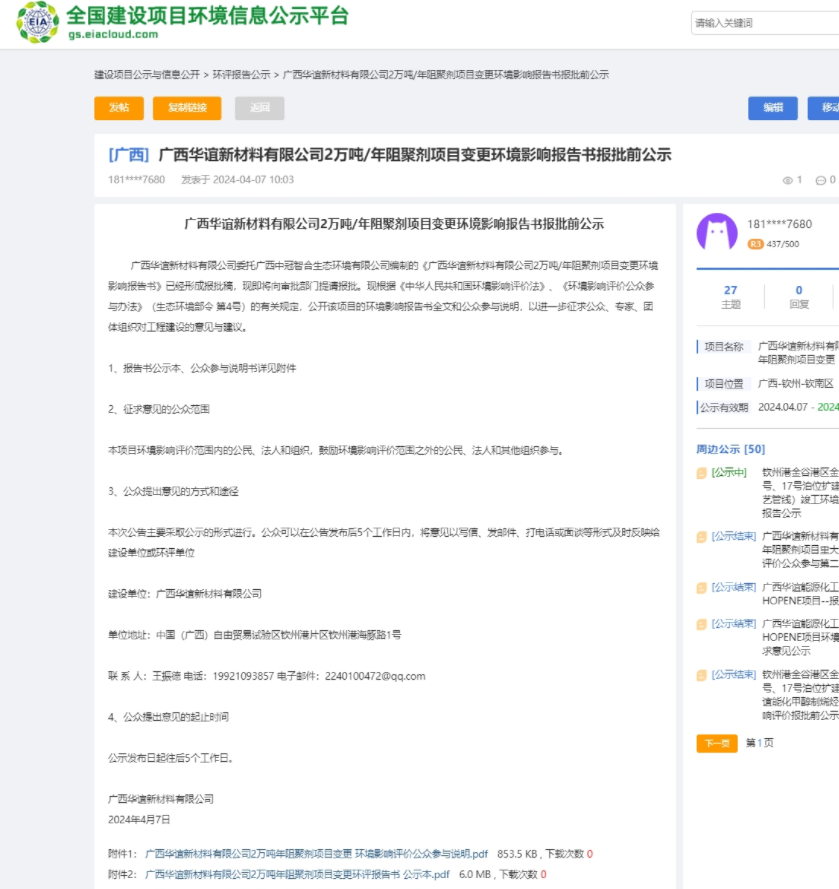 EIA
全国建设项目环境信息公示平台
gs.eiacloud.com
请输入关键词
建设项目公示与信息公开 > 环评报告公示 > 广西华谊新材料有限公司2万吨/年阻聚剂项目变更环境影响报告书报批前公示
发帖 复制链接 返回 编辑 移动
[广西] 广西华谊新材料有限公司2万吨/年阻聚剂项目变更环境影响报告书报批前公示
181****7680 发表于 2024-04-07 10:03
1 0
广西华谊新材料有限公司2万吨/年阻聚剂项目变更环境影响报告书报批前公示
广西华谊新材料有限公司委托广西中冠智合生态环境有限公司编制的《广西华谊新材料有限公司2万吨/年阻聚剂项目变更环境
影响报告书》已经形成报批稿，现即将向审批部门提请报批。现根据《中华人民共和国环境影响评价法》、《环境影响评价公众参
与办法》（生态环境部令 第4号）的有关规定，公开该项目的环境影响报告书全文和公众参与说明，以进一步征求公众、专家、团
体组织对工程建设的意见与建议。
1、报告书公示本、公众参与说明书详见附件
2、征求意见的公众范围
本项目环境影响评价范围内的公民、法人和组织，鼓励环境影响评价范围之外的公民、法人和其他组织参与。
3、公众提出意见的方式和途径
本次公告主要采取公示的形式进行。公众可以在公告发布后5个工作日内，将意见以写信、发邮件、打电话或面谈等形式及时反映给
建设单位或环评单位
建设单位：广西华谊新材料有限公司
单位地址：中国（广西）自由贸易试验区钦州港片区钦州港海豚路1号
联 系 人：王振德 电话：19921093857 电子邮件：2240100472@qq.com
4、公众提出意见的起止时间
公示发布日起往后5个工作日。
广西华谊新材料有限公司
2024年4月7日
附件1： 广西华谊新材料有限公司2万吨年阻聚剂项目变更 环境影响评价公众参与说明.pdf 853.5 KB , 下载次数 0
附件2： 广西华谊新材料有限公司2万吨年阻聚剂项目变更环评报告书 公示本.pdf 6.0 MB , 下载次数 0
181****7680
R3 437/500
27 0
主题 回复
项目名称 广西华谊新材料有限
年阻聚剂项目变更
项目位置 广西-钦州-钦南区
公示有效期 2024.04.07 - 2024
周边公示 [50]
[公示中] 钦州港金谷港区金
号、17号泊位扩建
艺管线）竣工环境
报告公示
[公示结束] 广西华谊新材料有
年阻聚剂项目重大
评价公众参与第二
[公示结束] 广西华谊能源化工
HOPENE项目--报
[公示结束] 广西华谊能源化工
HOPENE项目环境
求意见公示
[公示结束] 钦州港金谷港区金
号、17号泊位扩建
谊能化甲醇制烯烃
响评价报批前公示
下一页 第1页